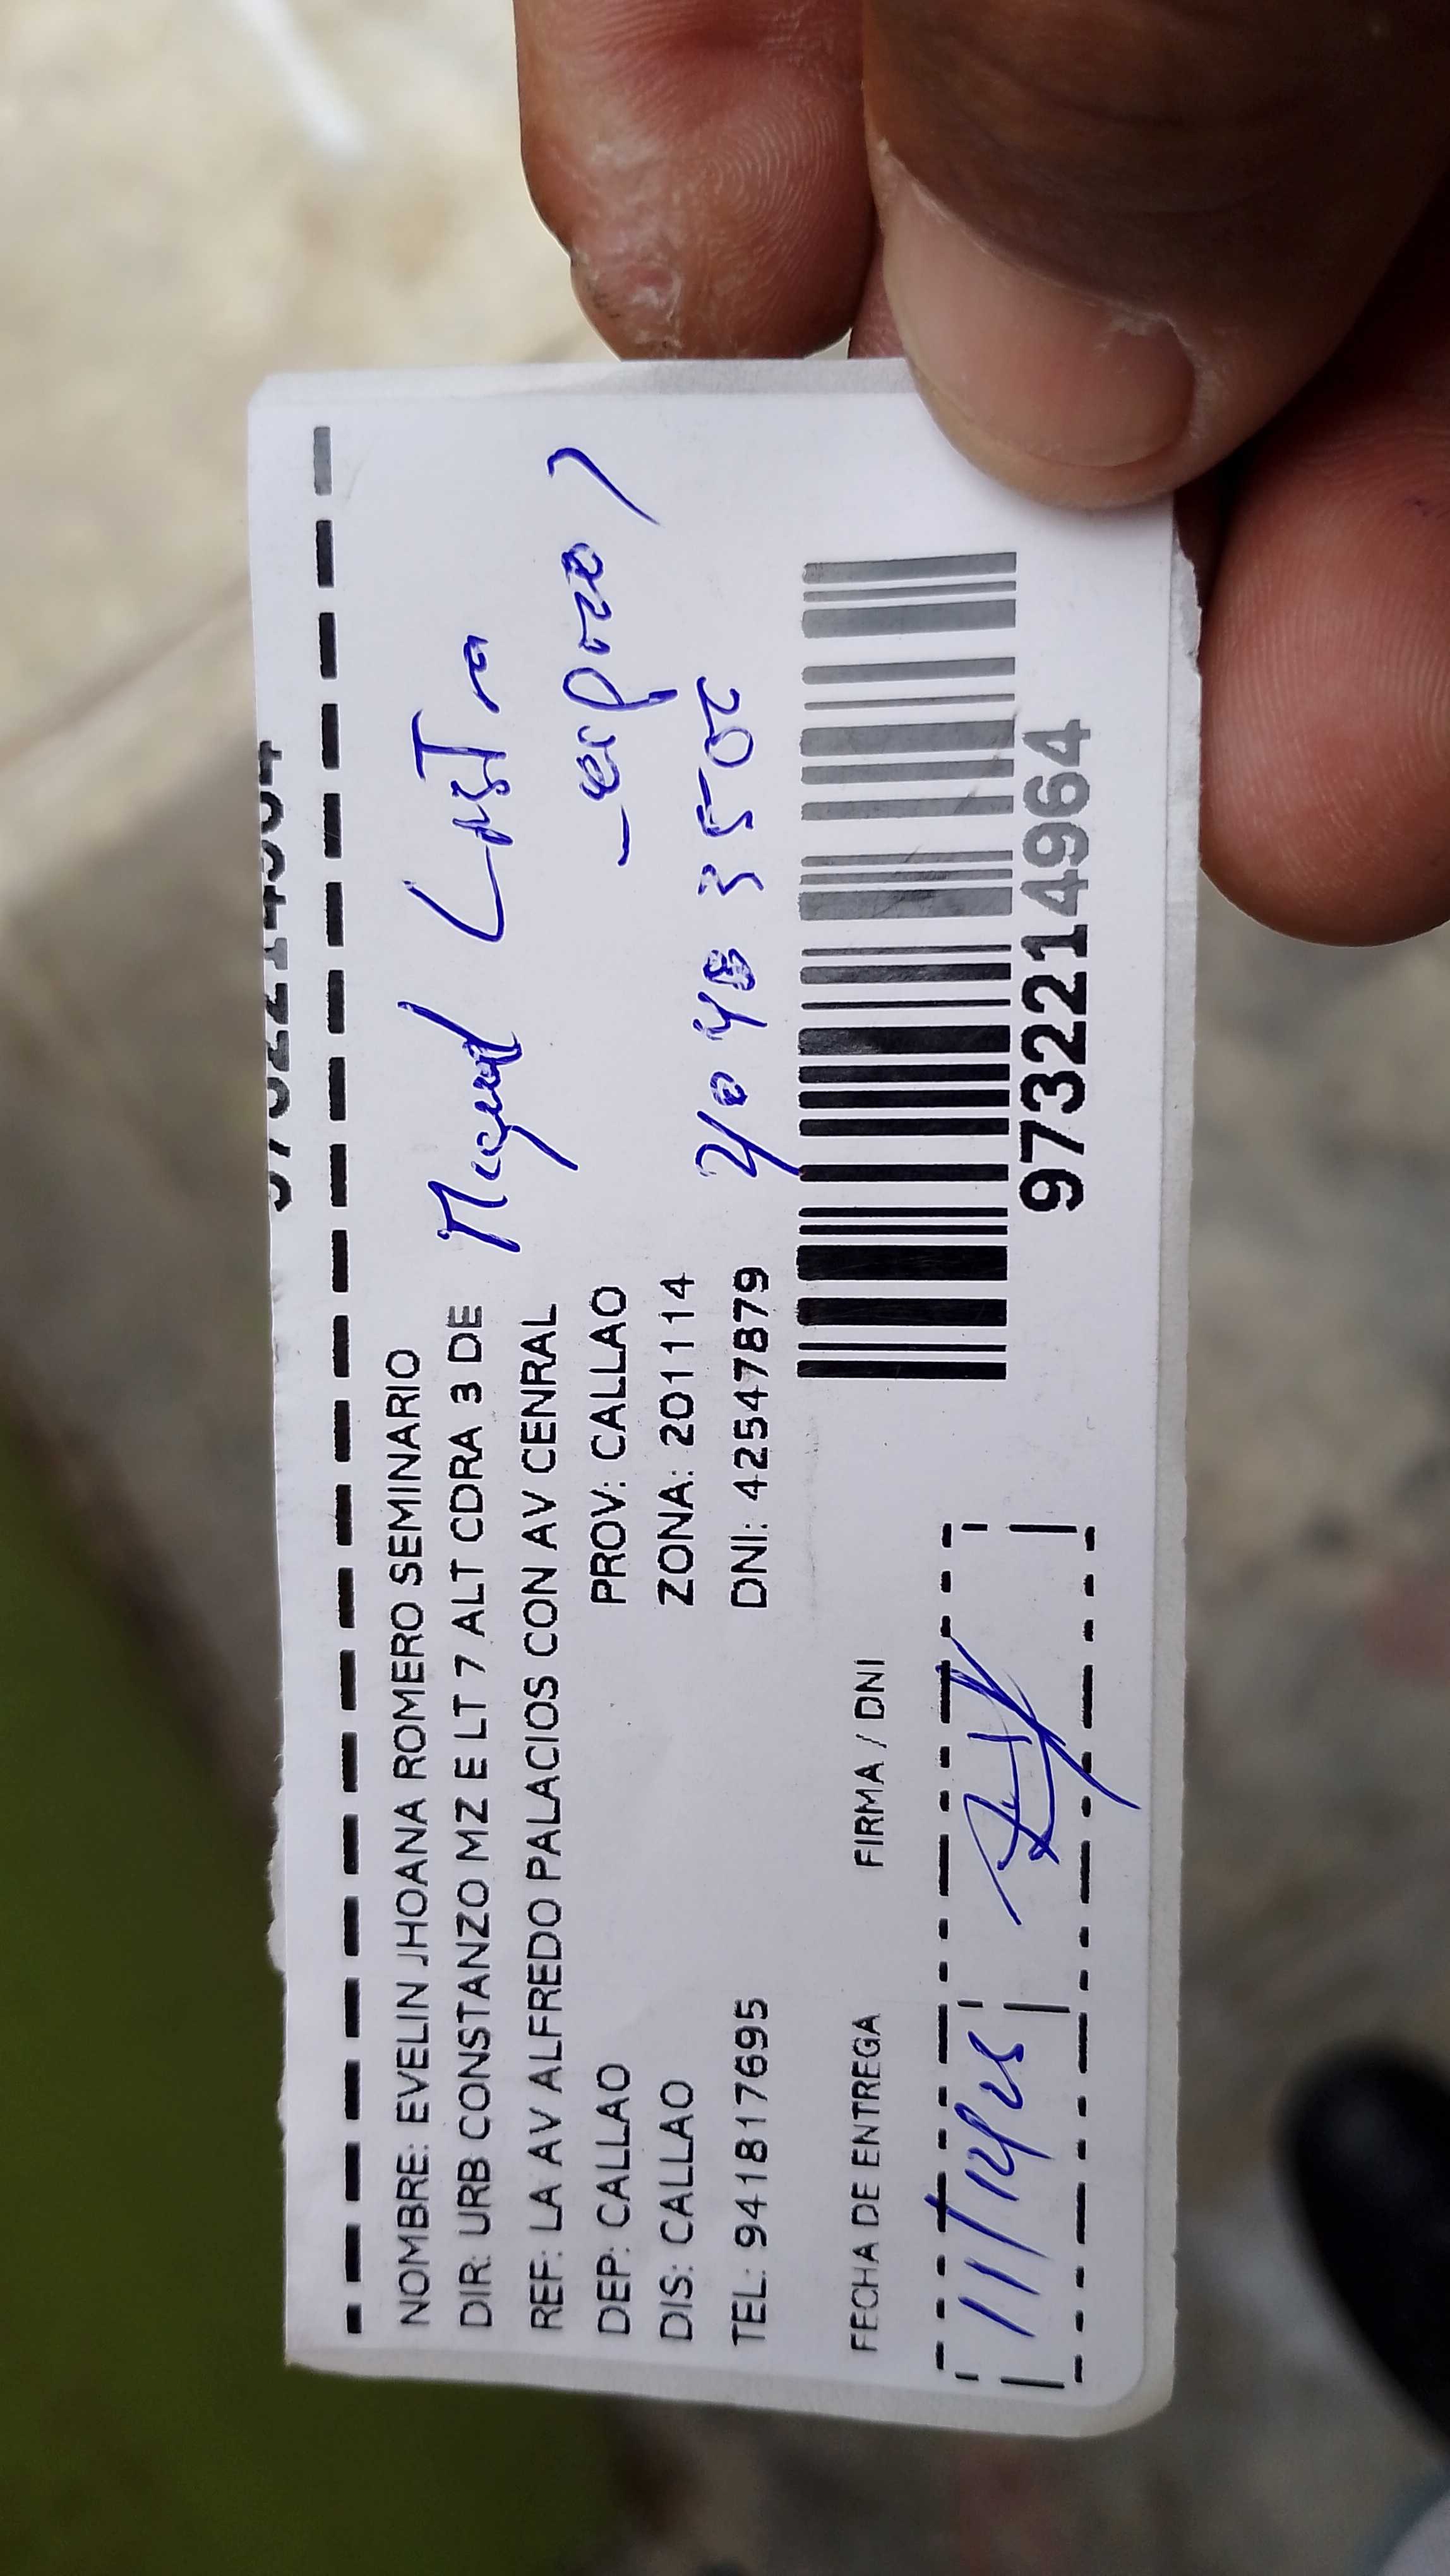 NOMBRE: EVELIN JHOANA ROMERO SEMINARIO
DIR: URB CONSTANZO MZ E LT 7 ALT CDRA 3 DE
REF: LA AV ALFREDO PALACIOS CON AV CENRAL
DEP: CALLAO PROV: CALLAO
DIS: CALLAO ZONA: 201114
TEL: 941817695 DNI: 42547879
Miguel
FECHA DE ENTREGA FIRMA / DNI
9732214964